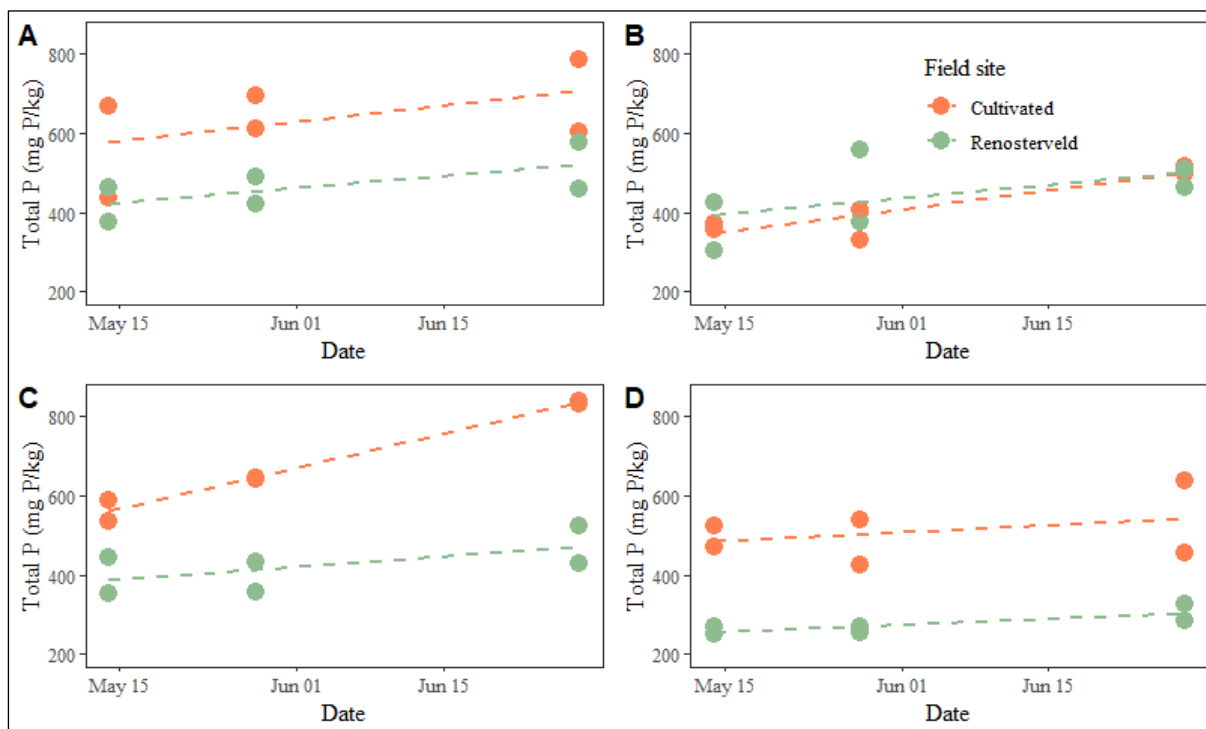 A
Total P (mg P/kg)
800
600
400
200
May 15
Jun 01
Jun 15
Date
B
Total P (mg P/kg)
800
600
400
200
Field site
Cultivated
Renosterveld
May 15
Jun 01
Jun 15
Date
C
Total P (mg P/kg)
800
600
400
200
May 15
Jun 01
Jun 15
Date
D
Total P (mg P/kg)
800
600
400
200
May 15
Jun 01
Jun 15
Date